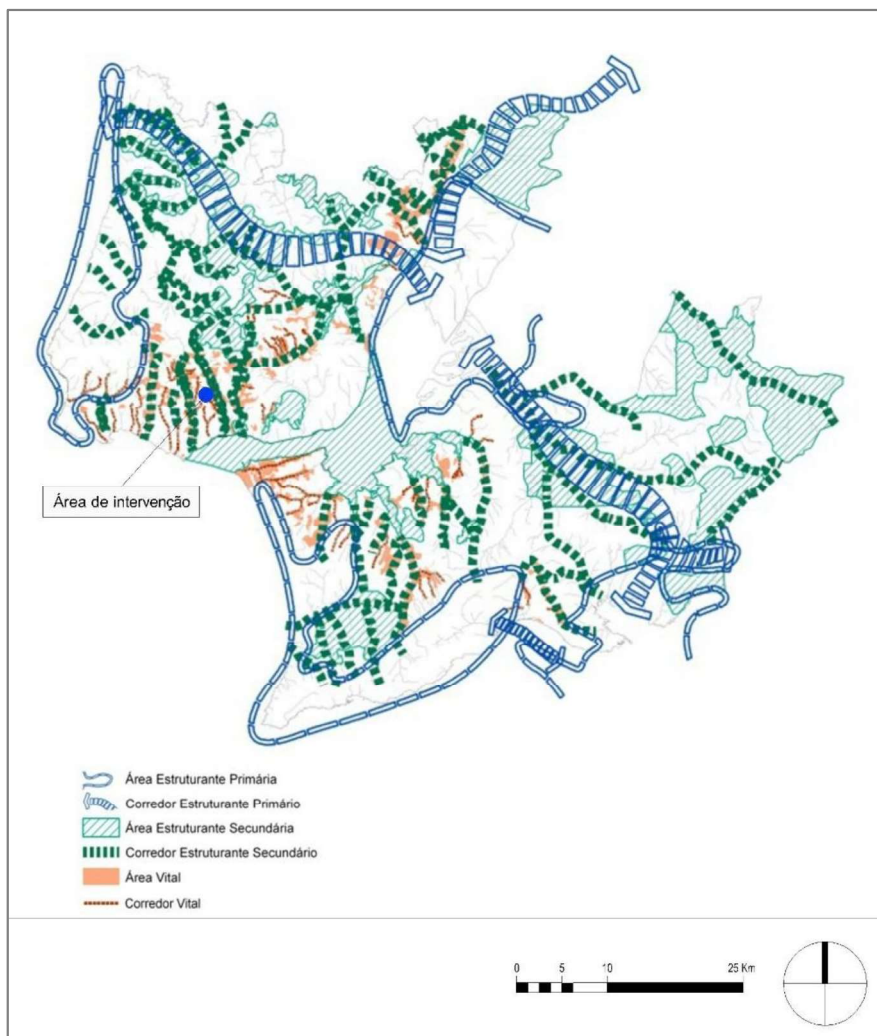 Área de intervenção
Área Estruturante Primária
Corredor Estruturante Primário
Área Estruturante Secundária
Corredor Estruturante Secundário
Área Vital
Corredor Vital
0 5 10 25 Km